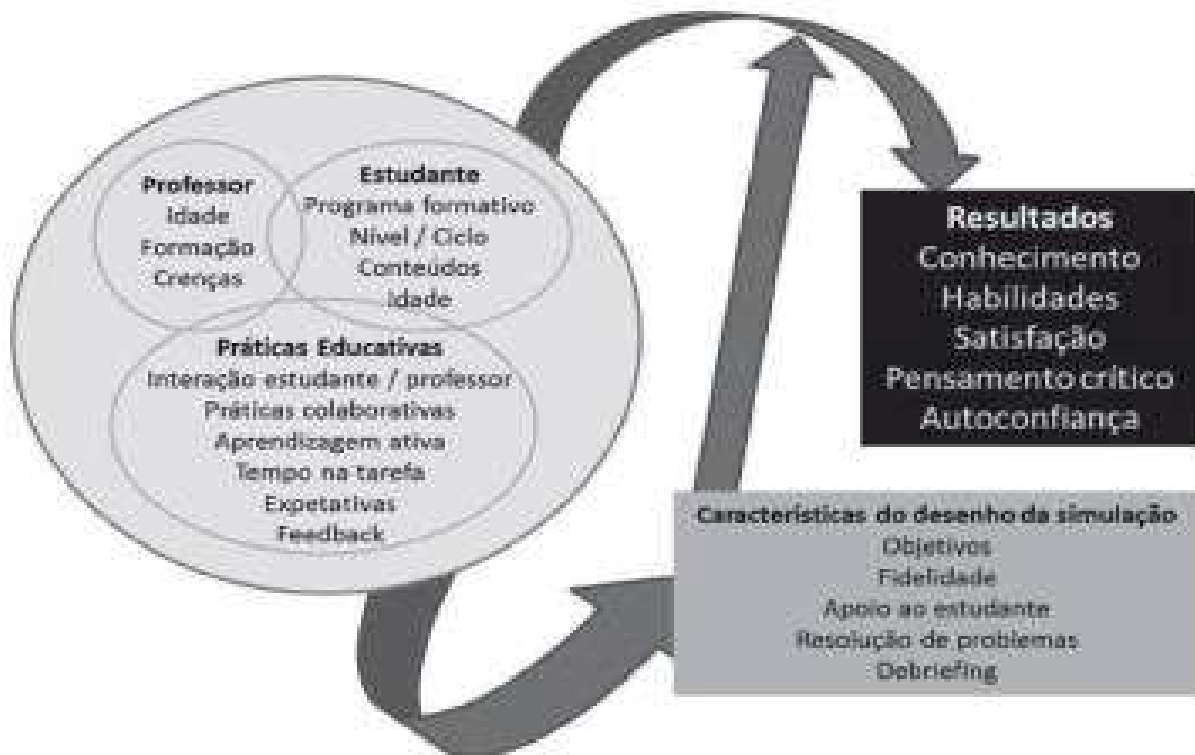 Professor
Idade
Formação
Crenças
Estudante
Programa formativo
Nível / Ciclo
Conteúdos
Idade
Práticas Educativas
Interação estudante / professor
Práticas colaborativas
Aprendizagem ativa
Tempo na tarefa
Expetativas
Feedback
Resultados
Conhecimento
Habilidades
Satisfação
Pensamento crítico
Autoconfiança
Características do desenho da simulação
Objetivos
Fidelidade
Apoio ao estudante
Resolução de problemas
Debriefing